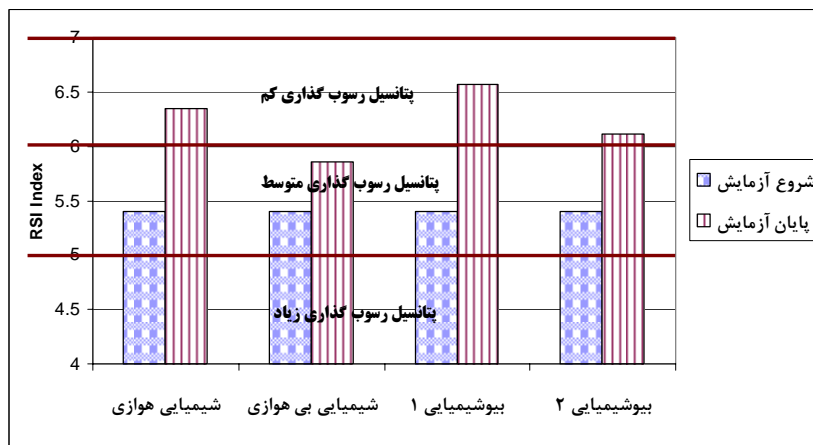 RSI Index
7
6.5
6
5.5
5
4.5
4
پتانسیل رسوب گذاری کم
پتانسیل رسوب گذاری متوسط
پتانسیل رسوب گذاری زیاد
شیمیایی هوازی
شیمیایی بی هوازی
بیوشیمیایی ۱
بیوشیمیایی ۲
شروع آزمایش
پایان آزمایش